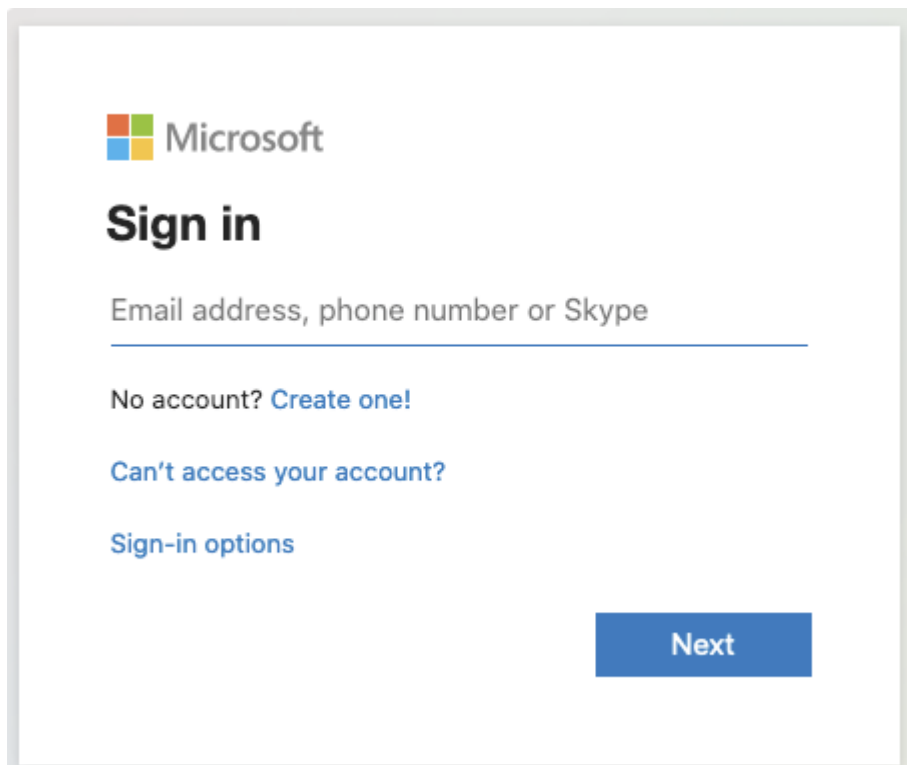 Microsoft
Sign in
Email address, phone number or Skype
No account? Create one!
Can’t access your account?
Sign-in options
Next